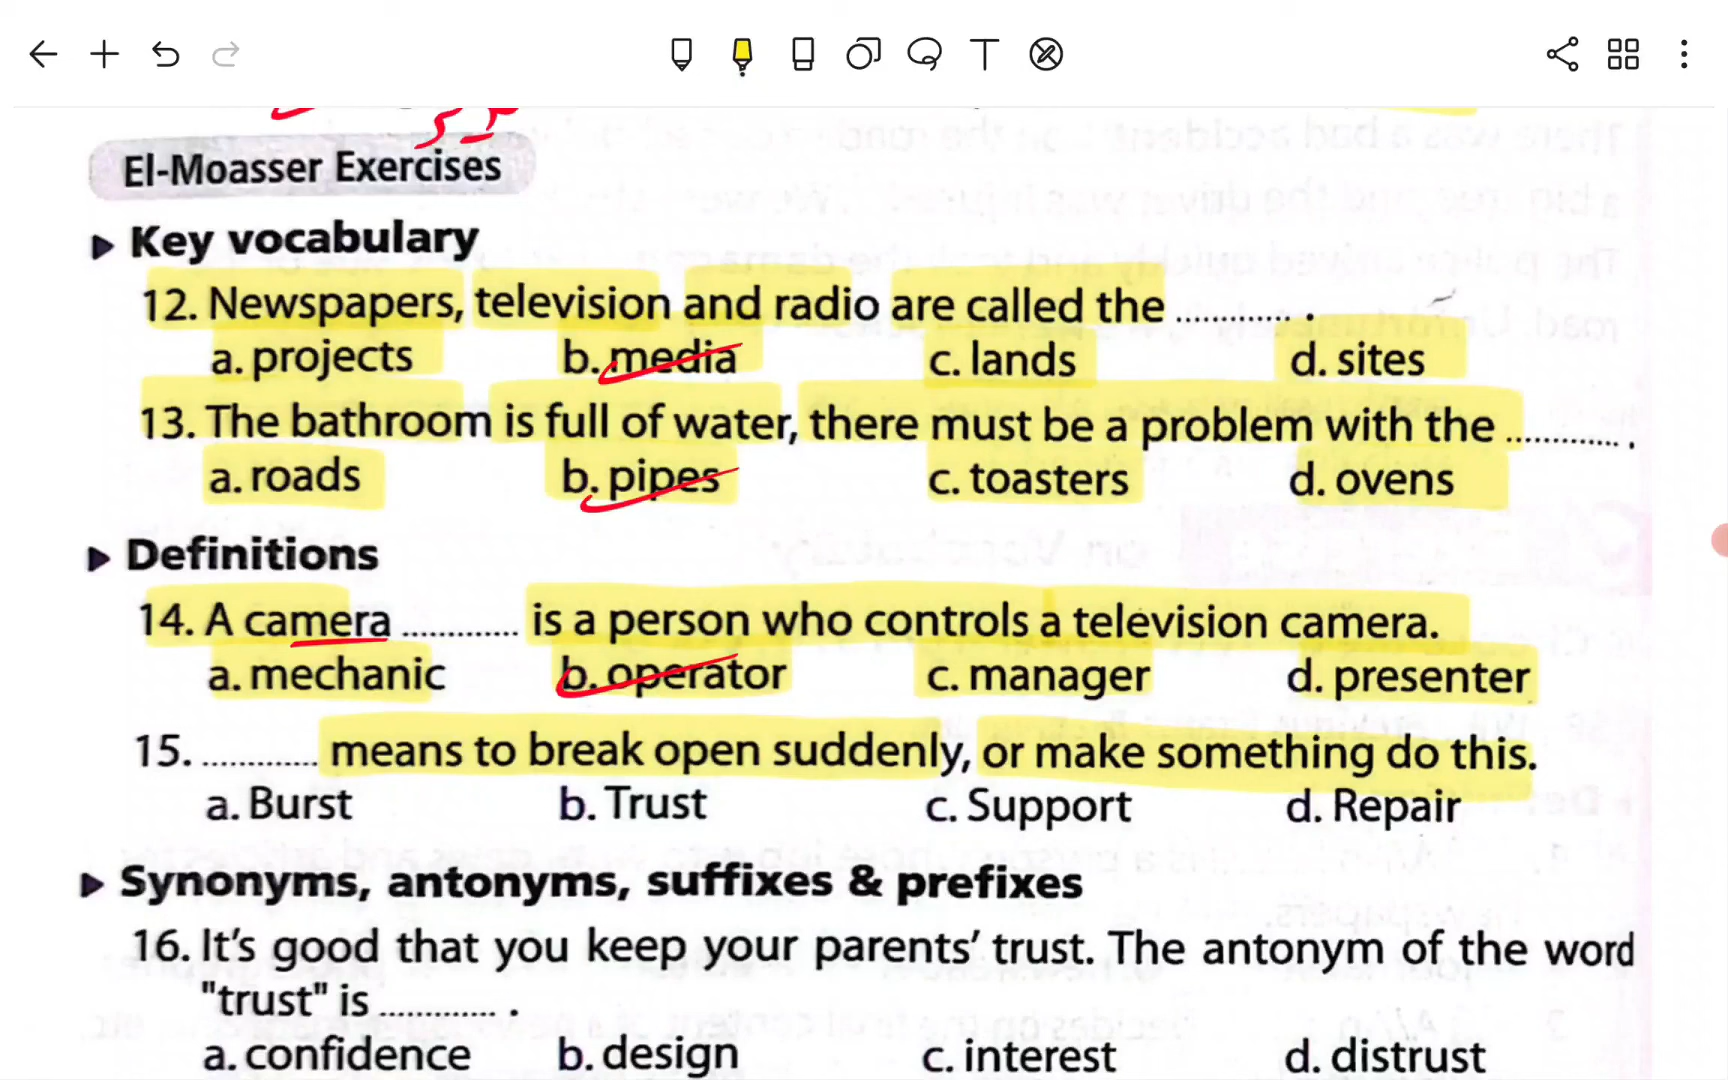 El-Moasser Exercises
Key vocabulary
12. Newspapers, television and radio are called the ............. .
a. projects b. media c. lands d. sites
13. The bathroom is full of water, there must be a problem with the ............. .
a. roads b. pipes c. toasters d. ovens
Definitions
14. A camera ............. is a person who controls a television camera.
a. mechanic b. operator c. manager d. presenter
15. ............. means to break open suddenly, or make something do this.
a. Burst b. Trust c. Support d. Repair
Synonyms, antonyms, suffixes & prefixes
16. It's good that you keep your parents' trust. The antonym of the word
"trust" is ............. .
a. confidence b. design c. interest d. distrust